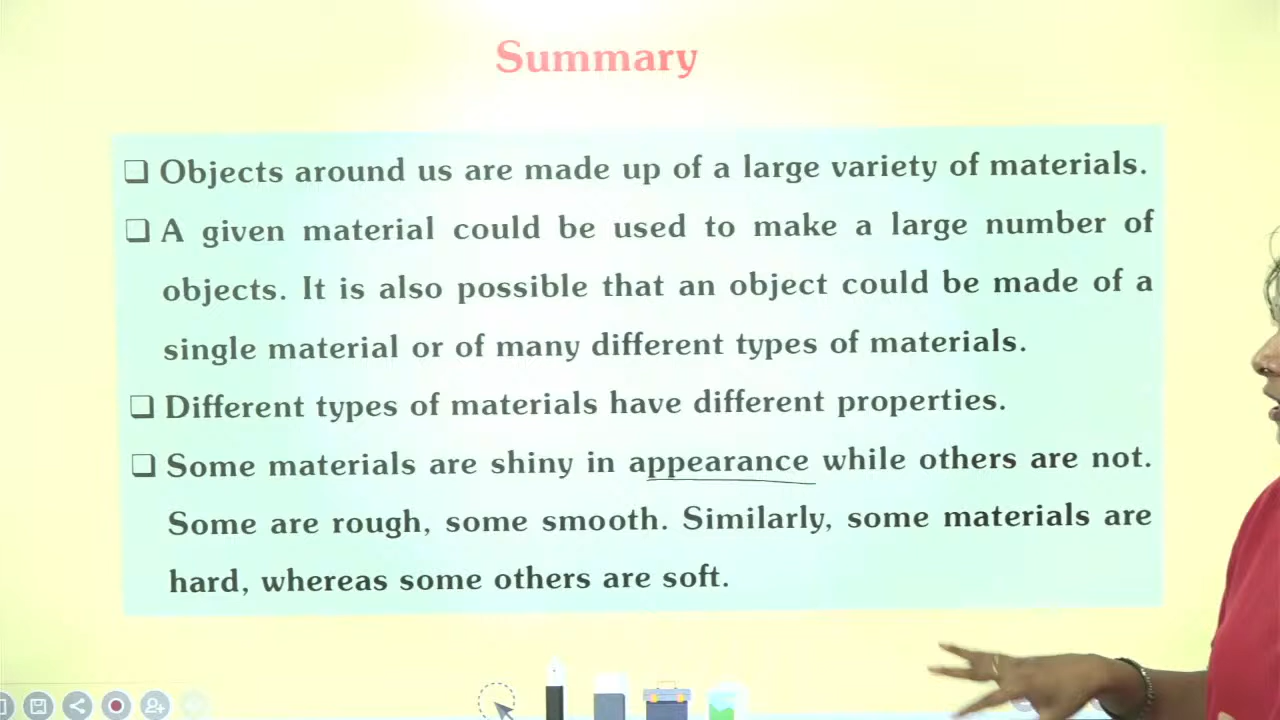 Summary
❑ Objects around us are made up of a large variety of materials.
❑ A given material could be used to make a large number of
objects. It is also possible that an object could be made of a
single material or of many different types of materials.
❑ Different types of materials have different properties.
❑ Some materials are shiny in appearance while others are not.
Some are rough, some smooth. Similarly, some materials are
hard, whereas some others are soft.